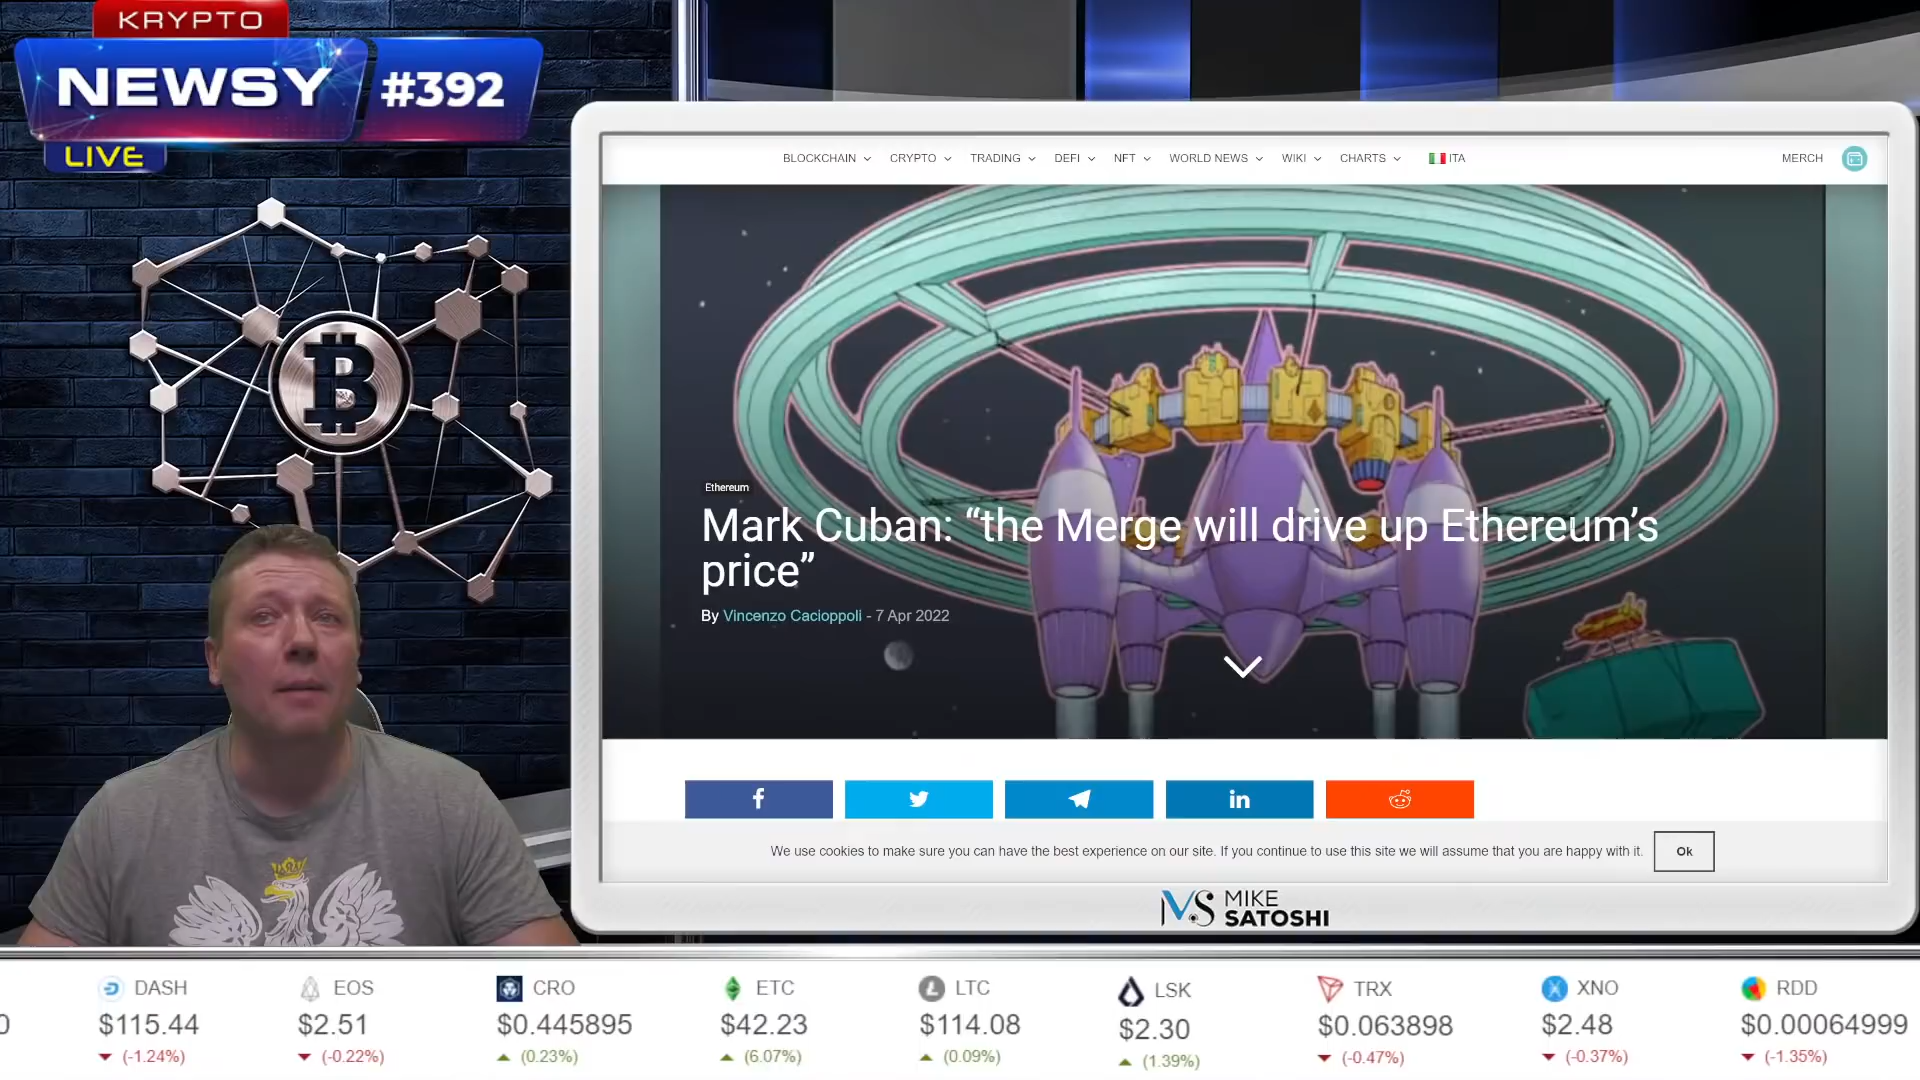 KRYPTO
NEWSY #392
LIVE
BLOCKCHAIN CRYPTO TRADING DEFI NFT WORLD NEWS WIKI CHARTS ITA MERCH
Ethereum
Mark Cuban: “the Merge will drive up Ethereum’s
price”
By Vincenzo Cacioppoli - 7 Apr 2022
We use cookies to make sure you can have the best experience on our site. If you continue to use this site we will assume that you are happy with it. Ok
MS MIKE
SATOSHI
DASH EOS CRO ETC LTC LSK TRX XNO RDD
0 $115.44 $2.51 $0.445895 $42.23 $114.08 $2.30 $0.063898 $2.48 $0.00064999
(-1.24%) (-0.22%) (0.23%) (6.07%) (0.09%) (1.39%) (-0.47%) (-0.37%) (-1.35%)